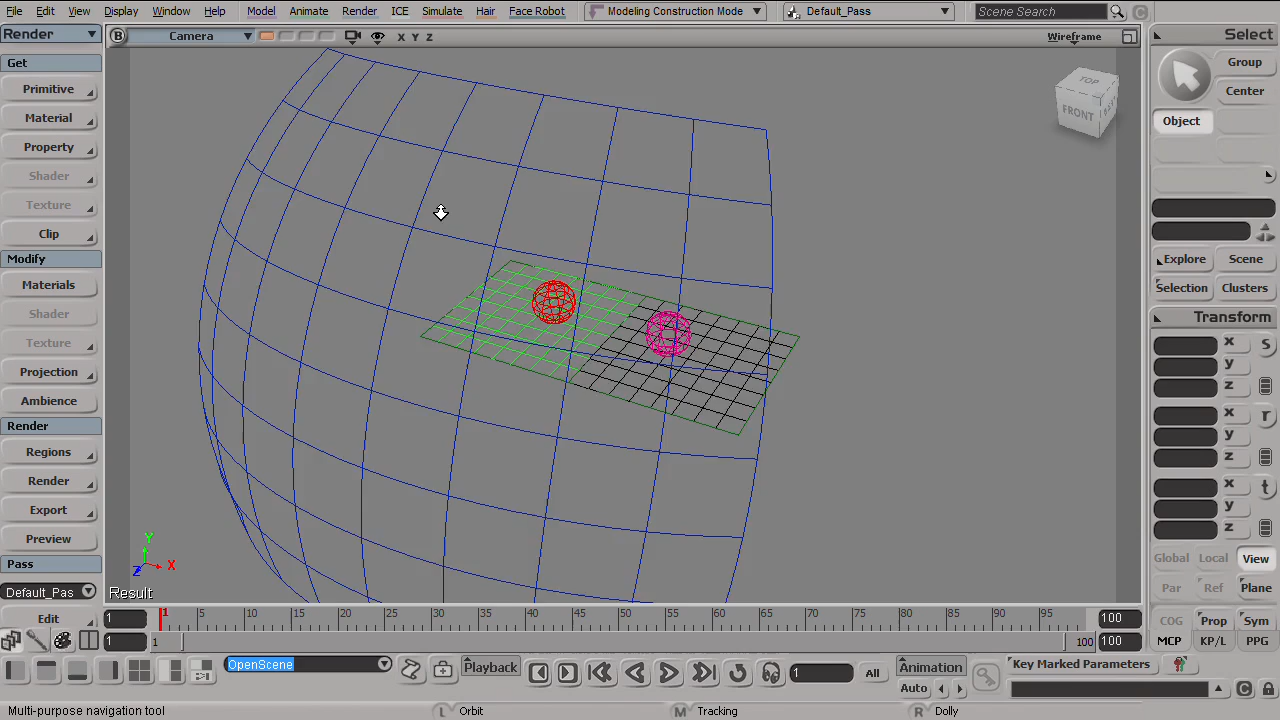 File Edit View Display Window Help Model Animate Render ICE Simulate Hair Face Robot Modeling Construction Mode Default_Pass Scene Search C
Render B Camera X Y Z Wireframe Select
Get
Primitive
Material
Property
Shader
Texture
Clip
Modify
Materials
Shader
Texture
Projection
Ambience
Render
Regions
Render
Export
Preview
Pass
Default_Pas
Edit
TOP
FRONT
Y
X
Z
Result
Group
Center
Object
Explore Scene
Selection Clusters
Transform
x s
y
z
x r
y
z
x t
y
z
Global Local View
Par Ref Plane
COG Prop Sym
MCP KP/L PPG
1 1 5 10 15 20 25 30 35 40 45 50 55 60 65 70 75 80 85 90 95 100
1 1 100 100
OpenScene Playback 1 All Animation Key Marked Parameters
Auto C
Multi-purpose navigation tool L Orbit M Tracking R Dolly